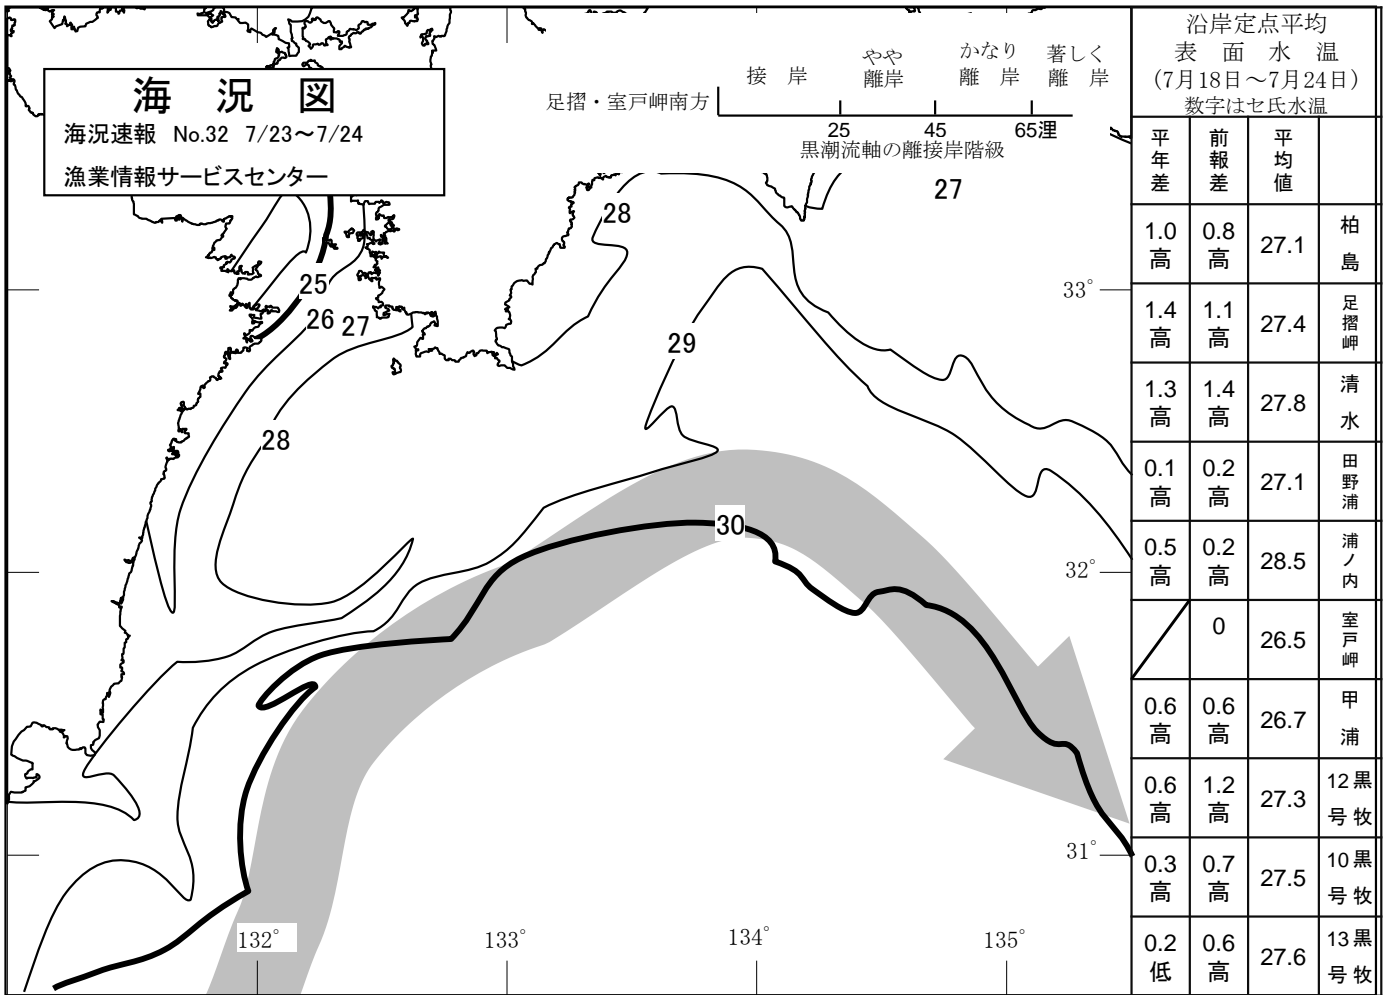 海況図
海況速報 No.32 7/23～7/24
漁業情報サービスセンター
接岸 やや離岸 かなり離岸 著しく離岸
足摺・室戸岬南方
25 45 65浬
黒潮流軸の離接岸階級
27
28
25
26 27
29
28
30
33°
32°
31°
132° 133° 134° 135°
沿岸定点平均
表面水温
(7月18日～7月24日)
数字はセ氏水温
平年差 前報差 平均値
1.0高 0.8高 27.1 柏島
1.4高 1.1高 27.4 足摺岬
1.3高 1.4高 27.8 清水
0.1高 0.2高 27.1 田野浦
0.5高 0.2高 28.5 浦ノ内
0 26.5 室戸岬
0.6高 0.6高 26.7 甲浦
0.6高 1.2高 27.3 黒牧12号
0.3高 0.7高 27.5 黒牧10号
0.2低 0.6高 27.6 黒牧13号